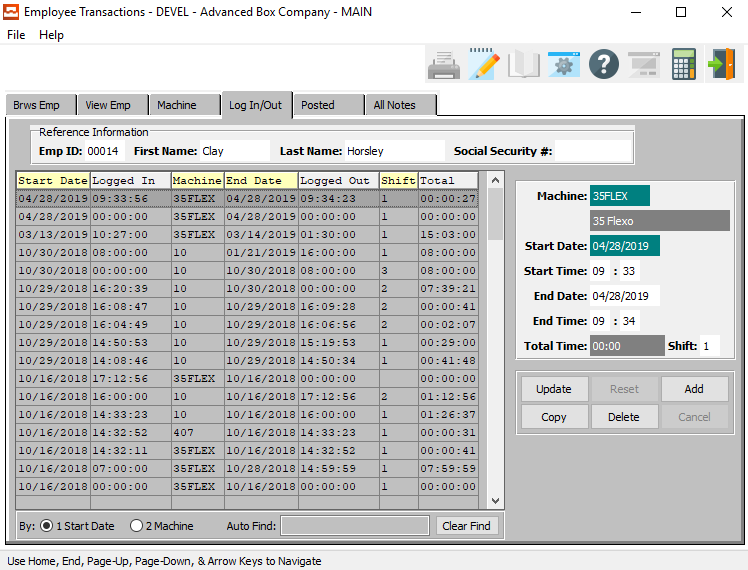 Employee Transactions - DEVEL - Advanced Box Company - MAIN
File Help
Brws Emp View Emp Machine Log In/Out Posted All Notes
Reference Information
Emp ID: 00014 First Name: Clay Last Name: Horsley Social Security #:
Start Date Logged In Machine End Date Logged Out Shift Total
04/28/2019 09:33:56 35FLEX 04/28/2019 09:34:23 1 00:00:27
04/28/2019 00:00:00 35FLEX 04/28/2019 00:00:00 1 00:00:00
03/13/2019 10:27:00 35FLEX 03/14/2019 01:30:00 1 15:03:00
10/30/2018 08:00:00 10 01/21/2019 16:00:00 1 08:00:00
10/30/2018 00:00:00 10 10/30/2018 08:00:00 3 08:00:00
10/29/2018 16:20:39 10 10/29/2018 00:00:00 2 07:39:21
10/29/2018 16:08:47 10 10/29/2018 16:09:28 2 00:00:41
10/29/2018 16:04:49 10 10/29/2018 16:06:56 2 00:02:07
10/29/2018 14:50:53 10 10/29/2018 15:19:53 1 00:29:00
10/29/2018 14:08:46 10 10/29/2018 14:50:34 1 00:41:48
10/16/2018 17:12:56 35FLEX 10/16/2018 00:00:00 00:00:00
10/16/2018 16:00:00 10 10/16/2018 17:12:56 2 01:12:56
10/16/2018 14:33:23 10 10/16/2018 16:00:00 1 01:26:37
10/16/2018 14:32:52 407 10/16/2018 14:33:23 1 00:00:31
10/16/2018 14:32:11 35FLEX 10/16/2018 14:32:52 1 00:00:41
10/16/2018 07:00:00 35FLEX 10/28/2018 14:59:59 1 07:59:59
10/16/2018 00:00:00 35FLEX 10/16/2018 00:00:00 1 00:00:00
By: 1 Start Date 2 Machine Auto Find: Clear Find
Machine: 35FLEX
35 Flexo
Start Date: 04/28/2019
Start Time: 09 : 33
End Date: 04/28/2019
End Time: 09 : 34
Total Time: 00:00 Shift: 1
Update Reset Add
Copy Delete Cancel
Use Home, End, Page-Up, Page-Down, & Arrow Keys to Navigate